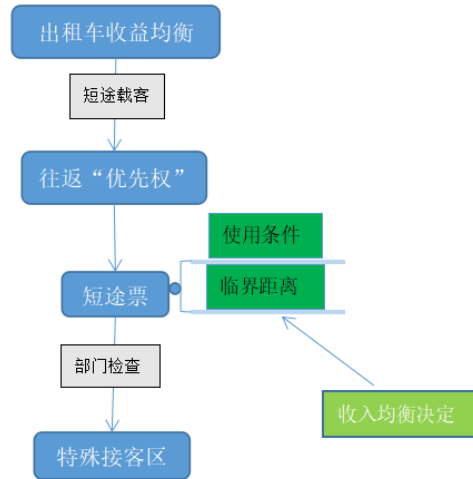 出租车收益均衡
短途载客
往返“优先权”
使用条件
短途票
临界距离
部门检查
收入均衡决定
特殊接客区